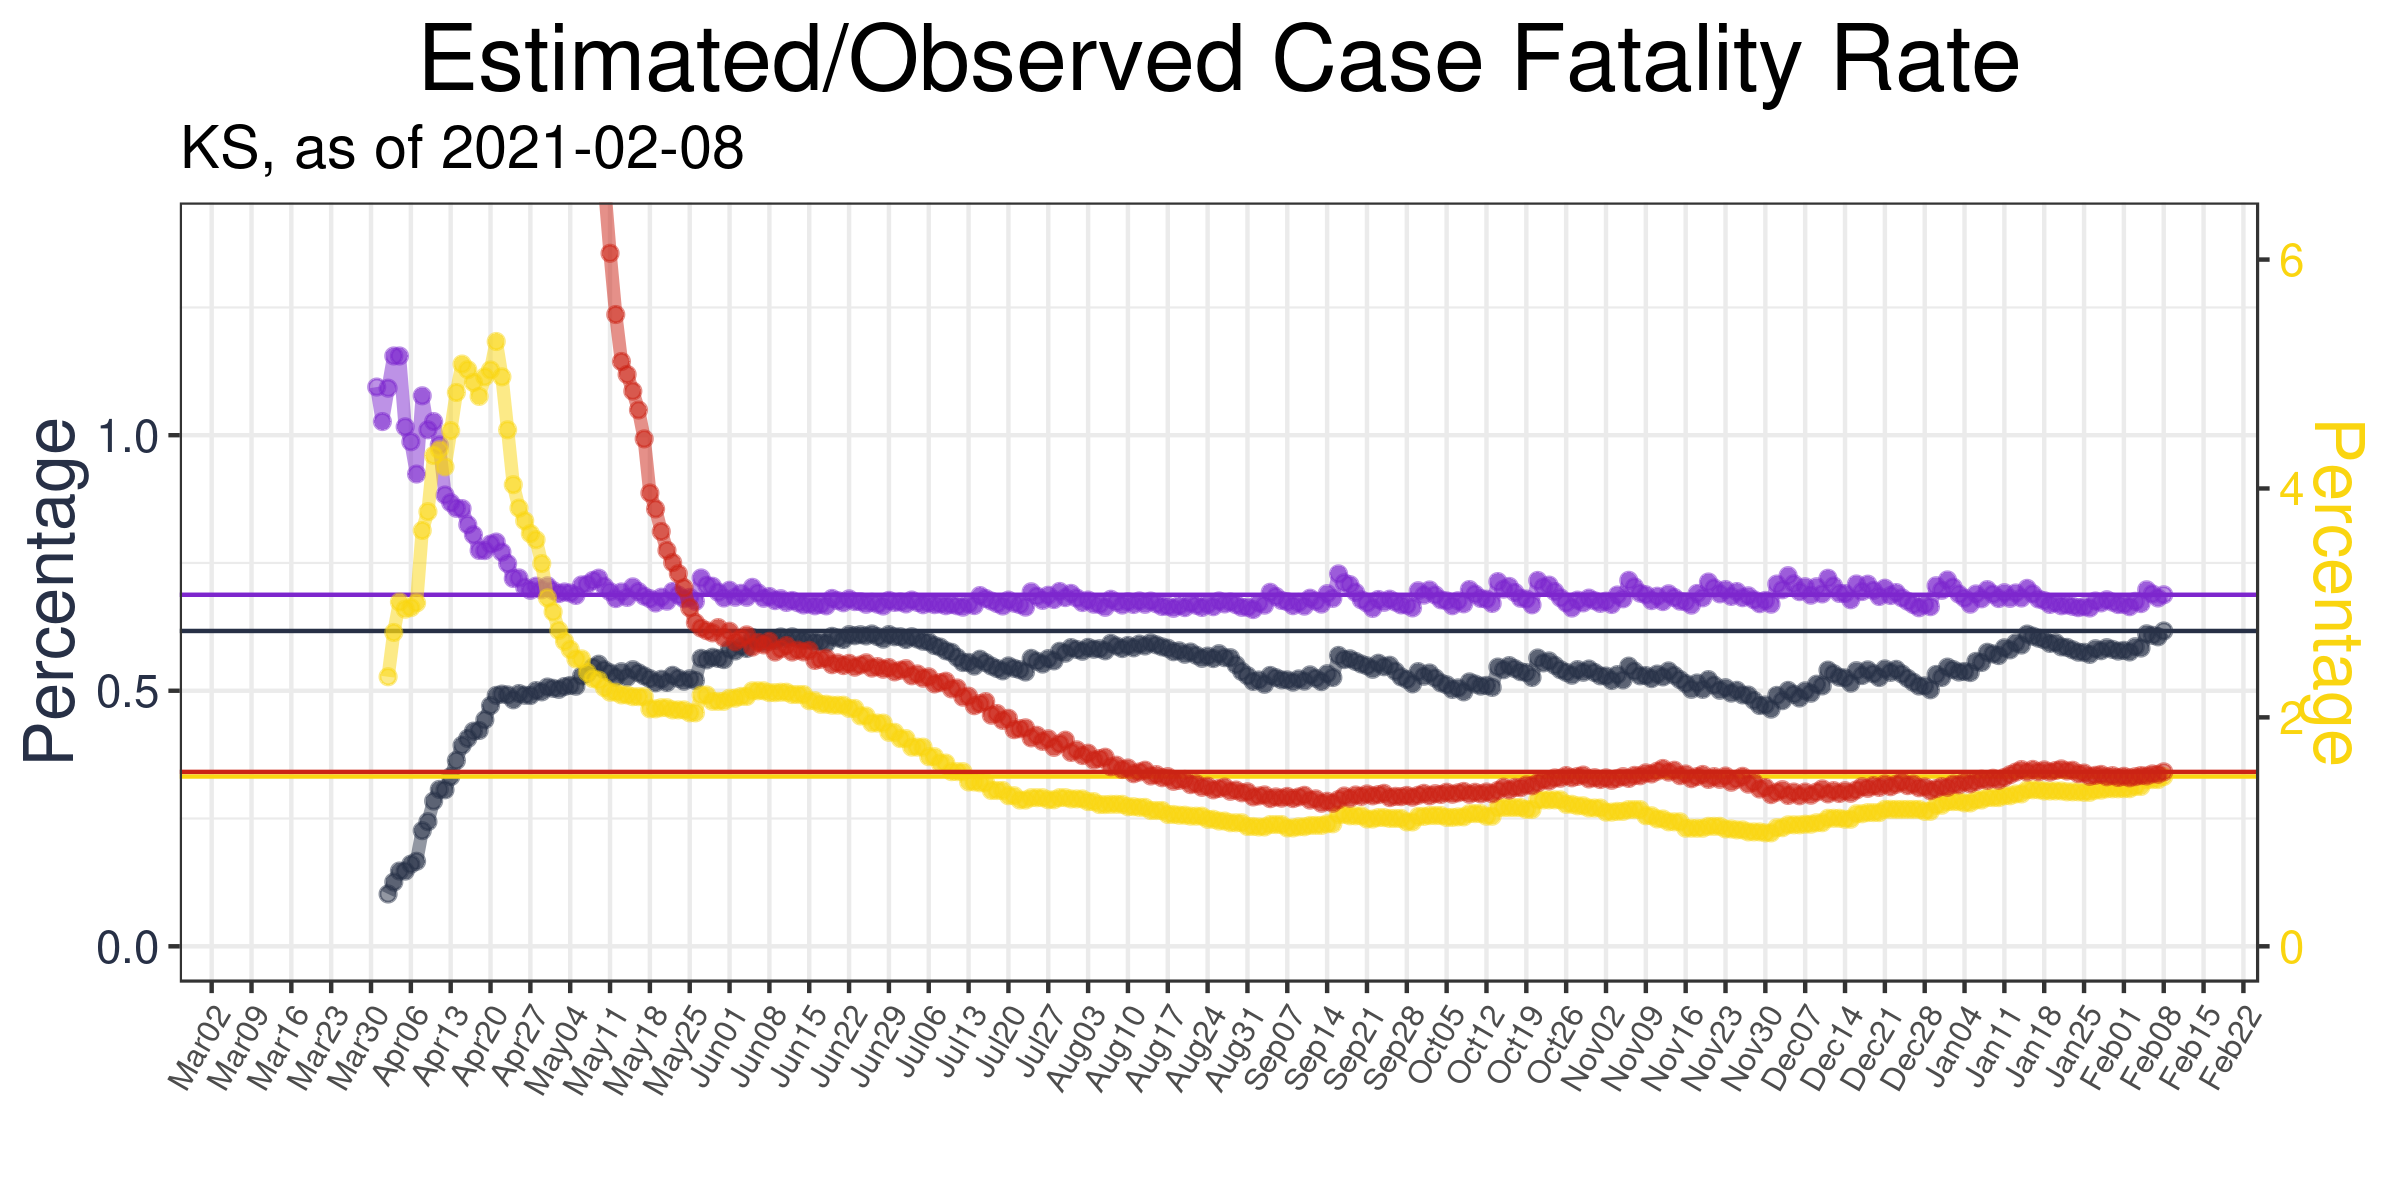 Estimated/Observed Case Fatality Rate
KS, as of 2021-02-08
Percentage
1.0
0.5
0.0
6
4
2
0
Percentage
Mar02
Mar09
Mar16
Mar23
Mar30
Apr06
Apr13
Apr20
Apr27
May04
May11
May18
May25
Jun01
Jun08
Jun15
Jun22
Jun29
Jul06
Jul13
Jul20
Jul27
Aug03
Aug10
Aug17
Aug24
Aug31
Sep07
Sep14
Sep21
Sep28
Oct05
Oct12
Oct19
Oct26
Nov02
Nov09
Nov16
Nov23
Nov30
Dec07
Dec14
Dec21
Dec28
Jan04
Jan11
Jan18
Jan25
Feb01
Feb08
Feb15
Feb22